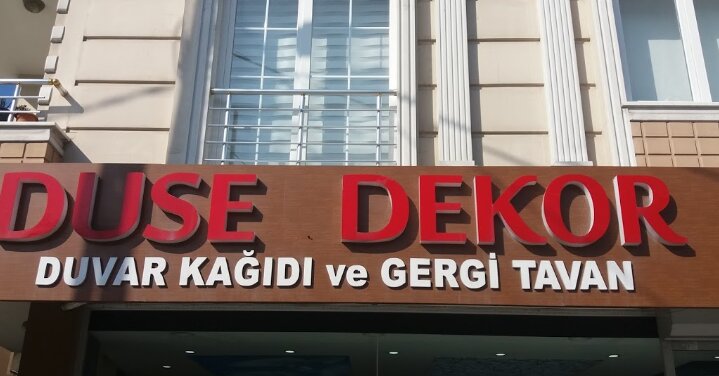 DUSE DEKOR
DUVAR KAĞIDI ve GERGİ TAVAN